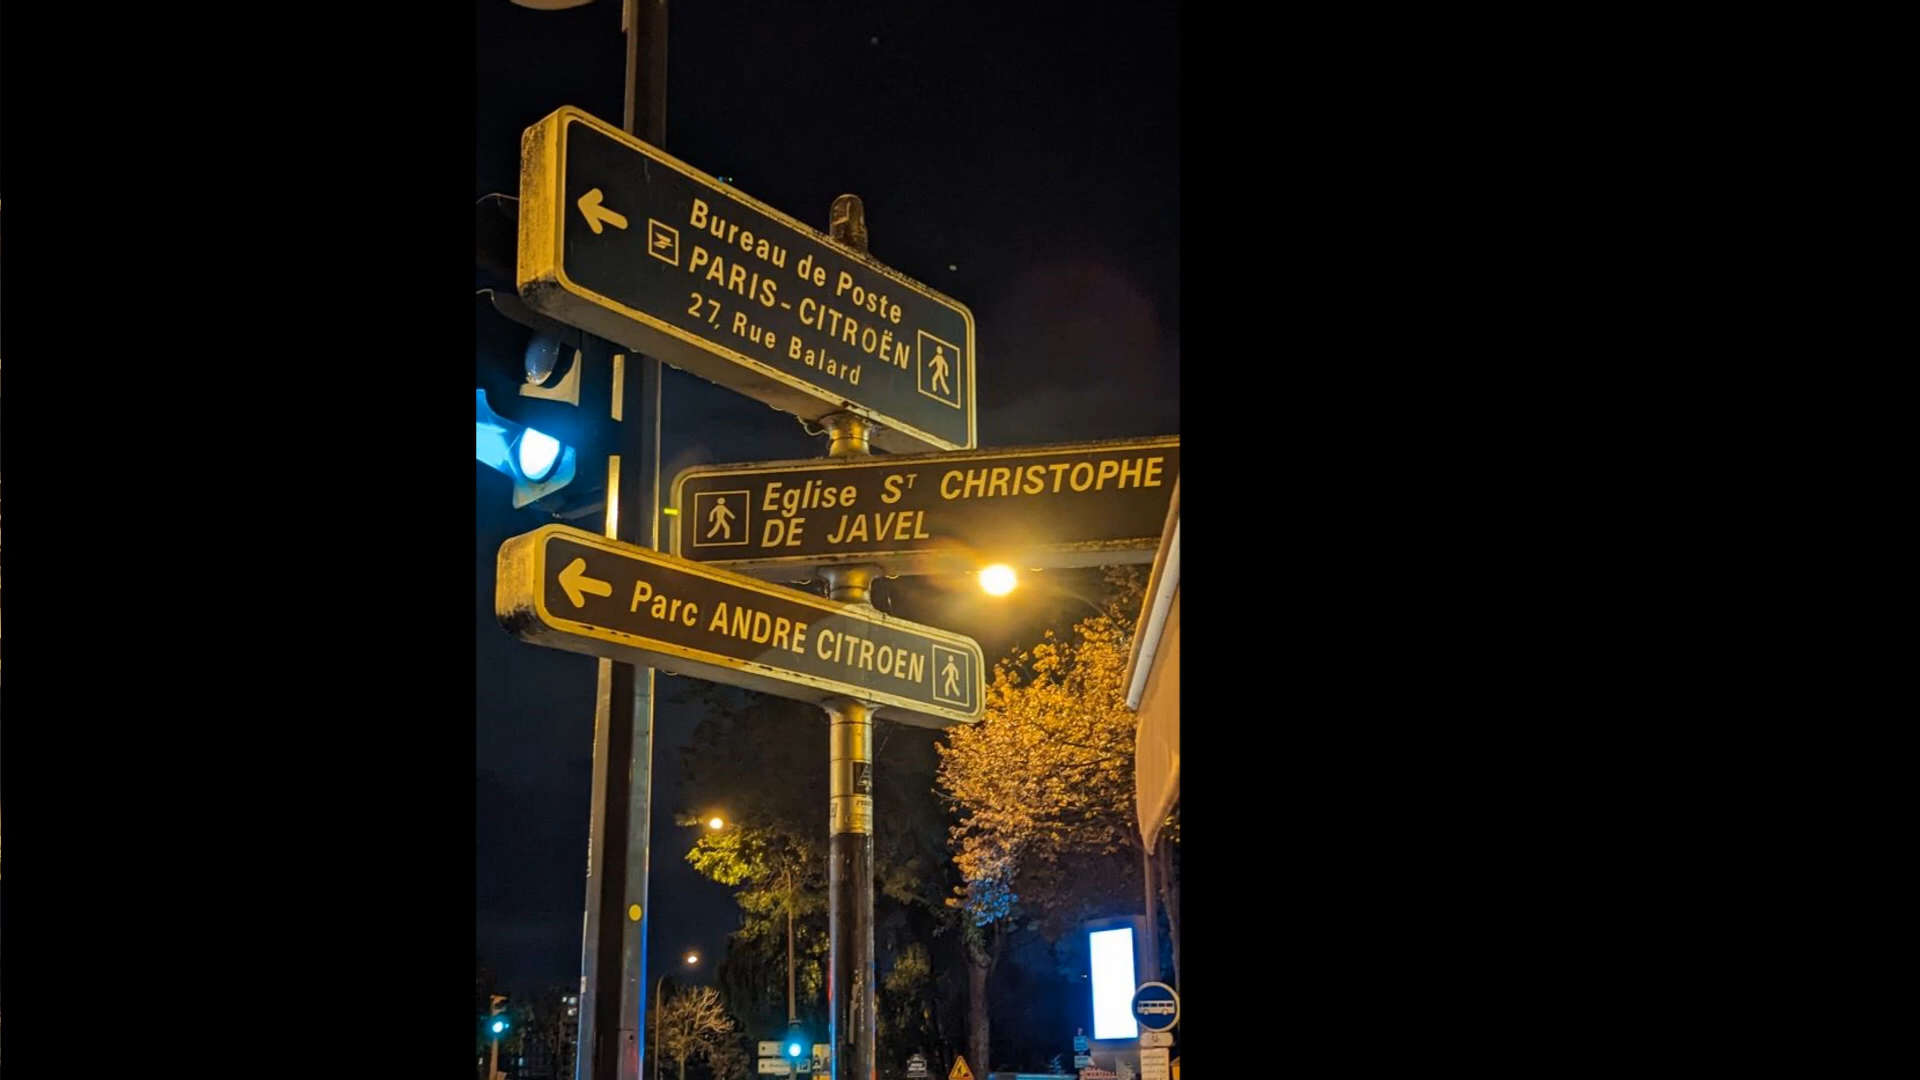 Bureau de Poste
PARIS-CITROËN
27, Rue Balard
Eglise Sᵀ CHRISTOPHE
DE JAVEL
Parc ANDRE CITROEN